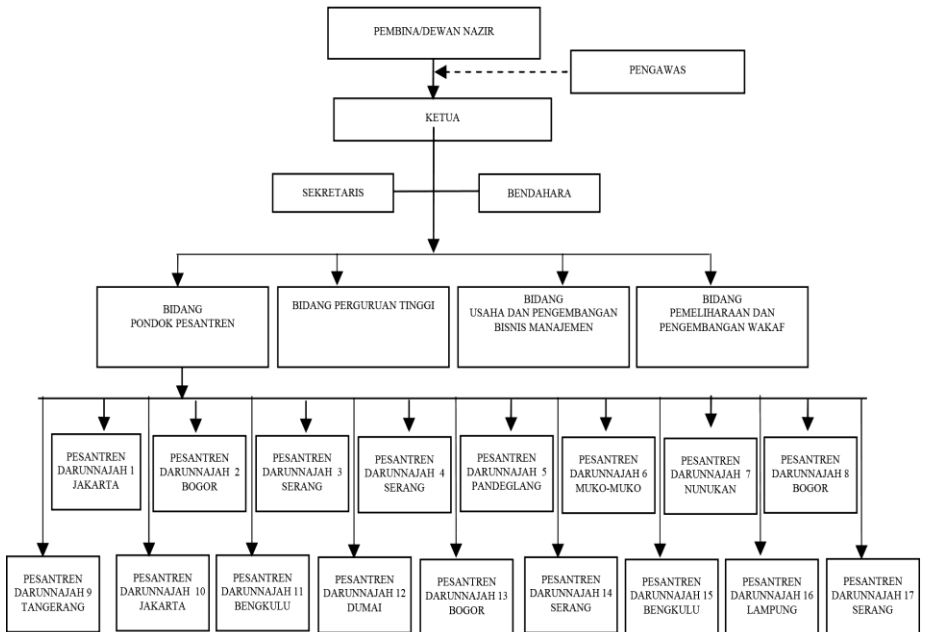 PEMBINA/DEWAN NAZIR
PENGAWAS
KETUA
SEKRETARIS
BENDAHARA
BIDANG
PONDOK PESANTREN
BIDANG PERGURUAN TINGGI
BIDANG
USAHA DAN PENGEMBANGAN
BISNIS MANAJEMEN
BIDANG
PEMELIHARAAN DAN
PENGEMBANGAN WAKAF
PESANTREN
DARUNNAJAH 1
JAKARTA
PESANTREN
DARUNNAJAH 2
BOGOR
PESANTREN
DARUNNAJAH 3
SERANG
PESANTREN
DARUNNAJAH 4
SERANG
PESANTREN
DARUNNAJAH 5
PANDEGLANG
PESANTREN
DARUNNAJAH 6
MUKO-MUKO
PESANTREN
DARUNNAJAH 7
NUNUKAN
PESANTREN
DARUNNAJAH 8
BOGOR
PESANTREN
DARUNNAJAH 9
TANGERANG
PESANTREN
DARUNNAJAH 10
JAKARTA
PESANTREN
DARUNNAJAH 11
BENGKULU
PESANTREN
DARUNNAJAH 12
DUMAI
PESANTREN
DARUNNAJAH 13
BOGOR
PESANTREN
DARUNNAJAH 14
SERANG
PESANTREN
DARUNNAJAH 15
BENGKULU
PESANTREN
DARUNNAJAH 16
LAMPUNG
PESANTREN
DARUNNAJAH 17
SERANG